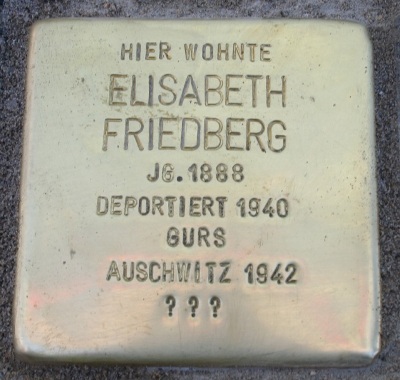 HIER WOHNTE
ELISABETH
FRIEDBERG
JG. 1888
DEPORTIERT 1940
GURS
AUSCHWITZ 1942
? ? ?